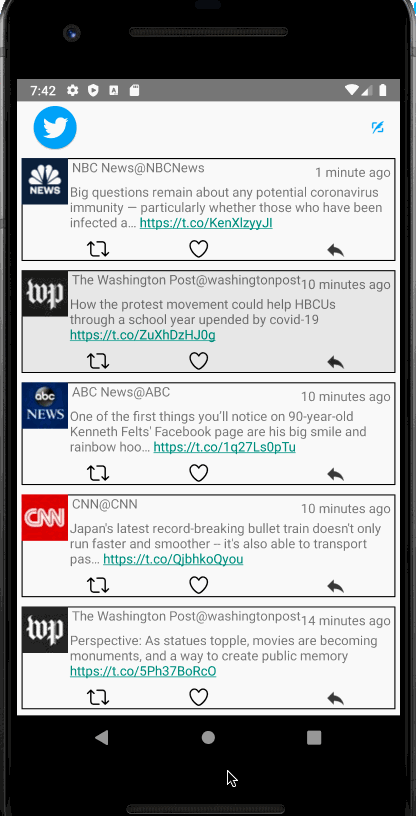 7:42
NBC News@NBCNews
1 minute ago
NEWS
Big questions remain about any potential coronavirus
immunity — particularly whether those who have been
infected a… https://t.co/KenXlzyyJI
wp
The Washington Post@washingtonpost
10 minutes ago
How the protest movement could help HBCUs
through a school year upended by covid-19
https://t.co/ZuXhDzHJ0g
abc
NEWS
ABC News@ABC
10 minutes ago
One of the first things you'll notice on 90-year-old
Kenneth Felts' Facebook page are his big smile and
rainbow hoo… https://t.co/1q27Ls0pTu
CNN
CNN@CNN
10 minutes ago
Japan's latest record-breaking bullet train doesn't only
run faster and smoother – it's also able to transport
pas… https://t.co/QjbhkoQyou
wp
The Washington Post@washingtonpost
14 minutes ago
Perspective: As statues topple, movies are becoming
monuments, and a way to create public memory
https://t.co/5Ph37BoRcO